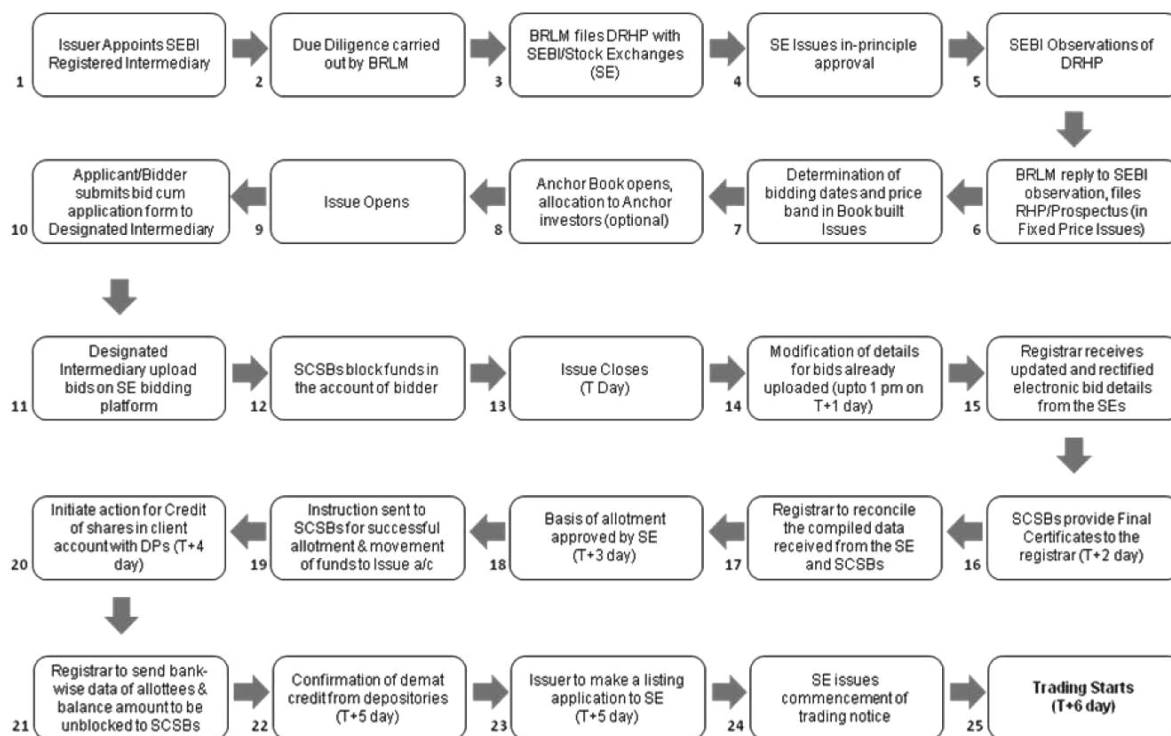 Issuer Appoints SEBI
Registered Intermediary
1
Due Diligence carried
out by BRLM
2
BRLM files DRHP with
SEBI/Stock Exchanges
(SE)
3
SE Issues in-principle
approval
4
SEBI Observations of
DRHP
5
BRLM reply to SEBI
observation, files
RHP/Prospectus (in
Fixed Price Issues)
6
Determination of
bidding dates and price
band in Book built
Issues
7
Anchor Book opens,
allocation to Anchor
investors (optional)
8
Issue Opens
9
Applicant/Bidder
submits bid cum
application form to
Designated Intermediary
10
Designated
Intermediary upload
bids on SE bidding
platform
11
SCSBs block funds in
the account of bidder
12
Issue Closes
(T Day)
13
Modification of details
for bids already
uploaded (upto 1 pm on
T+1 day)
14
Registrar receives
updated and rectified
electronic bid details
from the SEs
15
SCSBs provide Final
Certificates to the
registrar (T+2 day)
16
Registrar to reconcile
the compiled data
received from the SE
and SCSBs
17
Basis of allotment
approved by SE
(T+3 day)
18
Instruction sent to
SCSBs for successful
allotment & movement
of funds to Issue a/c
19
Initiate action for Credit
of shares in client
account with DPs (T+4
day)
20
Registrar to send bank-
wise data of allottees &
balance amount to be
unblocked to SCSBs
21
Confirmation of demat
credit from depositories
(T+5 day)
22
Issuer to make a listing
application to SE
(T+5 day)
23
SE issues
commencement of
trading notice
24
Trading Starts
(T+6 day)
25